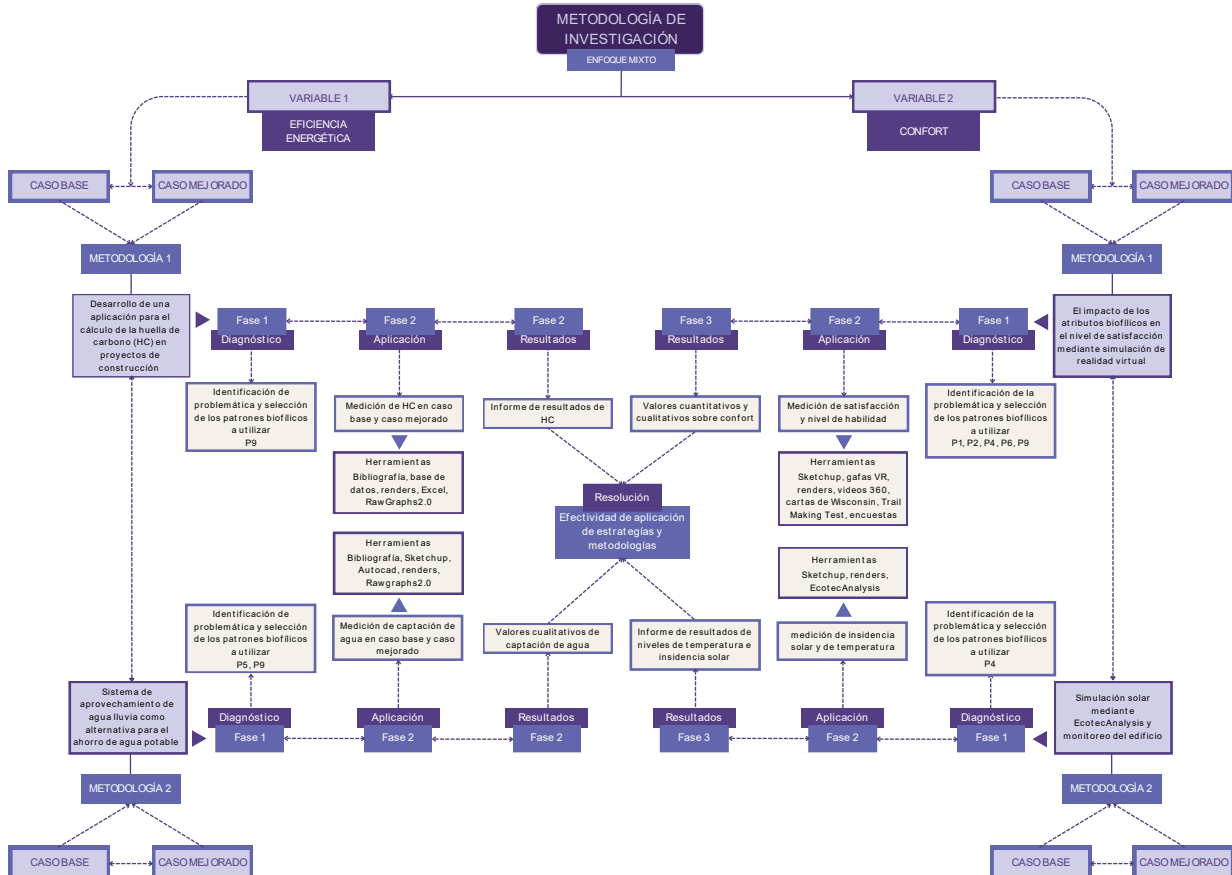 METODOLOGÍA DE
INVESTIGACIÓN
ENFOQUE MIXTO
VARIABLE 1
EFICIENCIA
ENERGÉTICA
VARIABLE 2
CONFORT
CASO BASE
CASO MEJORADO
CASO BASE
CASO MEJORADO
METODOLOGÍA 1
METODOLOGÍA 1
Desarrollo de una
aplicación para el
cálculo de la huella de
carbono (HC) en
proyectos de
construcción
Fase 1
Diagnóstico
Fase 2
Aplicación
Fase 2
Resultados
Fase 3
Resultados
Fase 2
Aplicación
Fase 1
Diagnóstico
El impacto de los
atributos biofílicos en
el nivel de satisfacción
mediante simulación de
realidad virtual
Identificación de
problemática y selección
de los patrones biofílicos
a utilizar
P9
Medición de HC en caso
base y caso mejorado
Informe de resultados de
HC
Valores cuantitativos y
cualitativos sobre confort
Medición de satisfacción
y nivel de habilidad
Identificación de la
problemática y selección
de los patrones biofílicos
a utilizar
P1, P2, P4, P6, P9
Herramientas
Bibliografía, base de
datos, renders, Excel,
RawGraphs2.0
Resolución
Efectividad de aplicación
de estrategías y
metodologías
Herramientas
Sketchup, gafas VR,
renders, videos 360,
cartas de Wisconsin, Trail
Making Test, encuestas
Herramientas
Bibliografía, Sketchup,
Autocad, renders,
Rawgraphs2.0
Herramientas
Sketchup, renders,
EcotecAnalysis
Identificación de
problemática y selección
de los patrones biofílicos
a utilizar
P5, P9
Medición de captación de
agua en caso base y caso
mejorado
Valores cualitativos de
captación de agua
Informe de resultados de
niveles de temperatura e
insidencia solar
medición de insidencia
solar y de temperatura
Identificación de la
problemática y selección
de los patrones biofílicos
a utilizar
P4
Sistema de
aprovechamiento de
agua lluvia como
alternativa para el
ahorro de agua potable
Diagnóstico
Fase 1
Aplicación
Fase 2
Resultados
Fase 2
Resultados
Fase 3
Aplicación
Fase 2
Diagnóstico
Fase 1
Simulación solar
mediante
EcotecAnalysis y
monitoreo del edificio
METODOLOGÍA 2
METODOLOGÍA 2
CASO BASE
CASO MEJORADO
CASO BASE
CASO MEJORADO